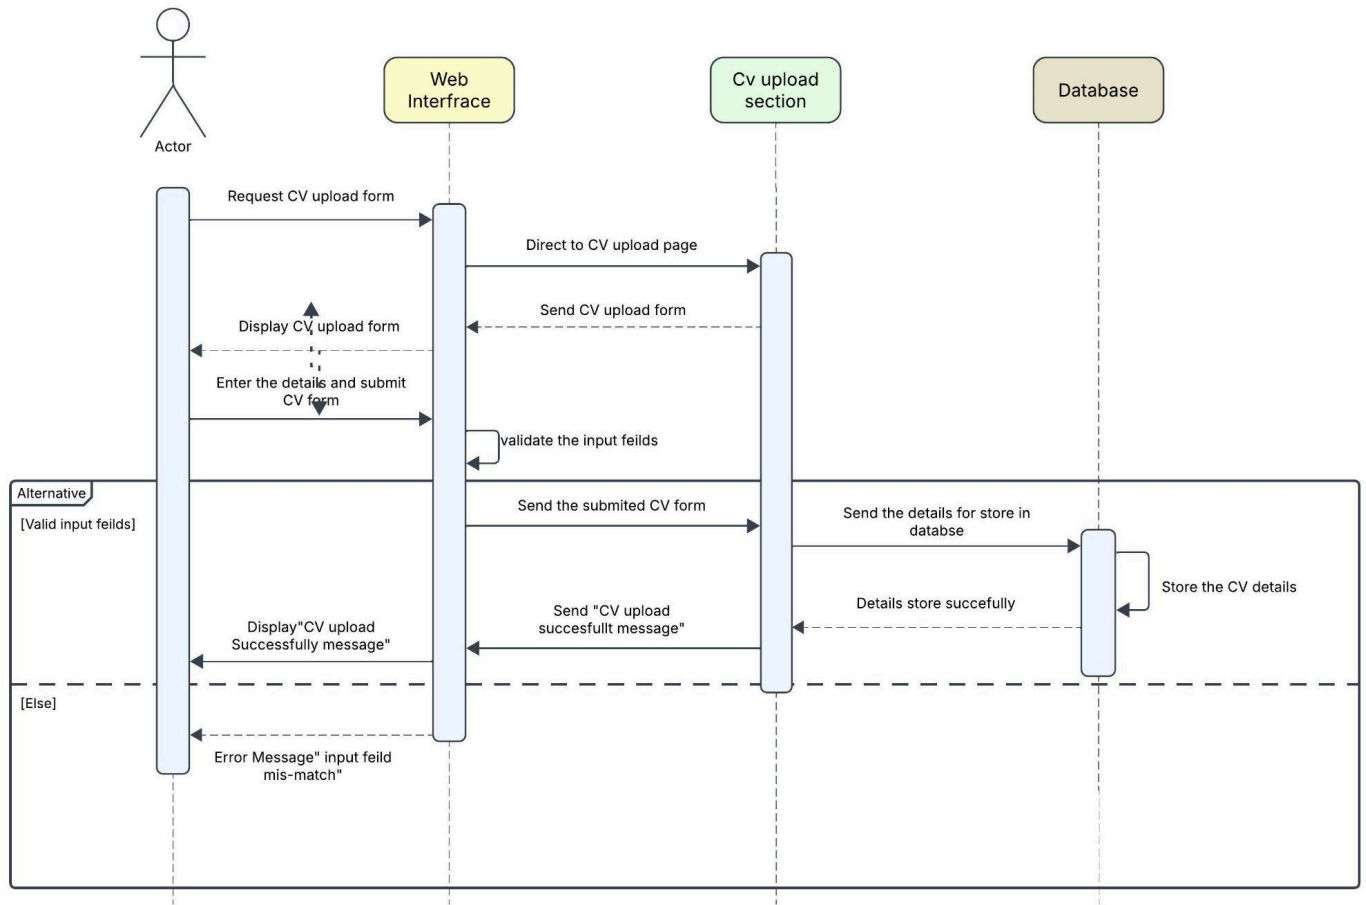 Web
Interfrace
Cv upload
section
Database
Actor
Request CV upload form
Direct to CV upload page
Send CV upload form
Display CV upload form
Enter the details and submit
CV form
validate the input feilds
Alternative
[Valid input feilds]
Send the submited CV form
Send the details for store in
databse
Store the CV details
Details store succefully
Send "CV upload
succesfullt message"
Display"CV upload
Successfully message"
[Else]
Error Message" input feild
mis-match"